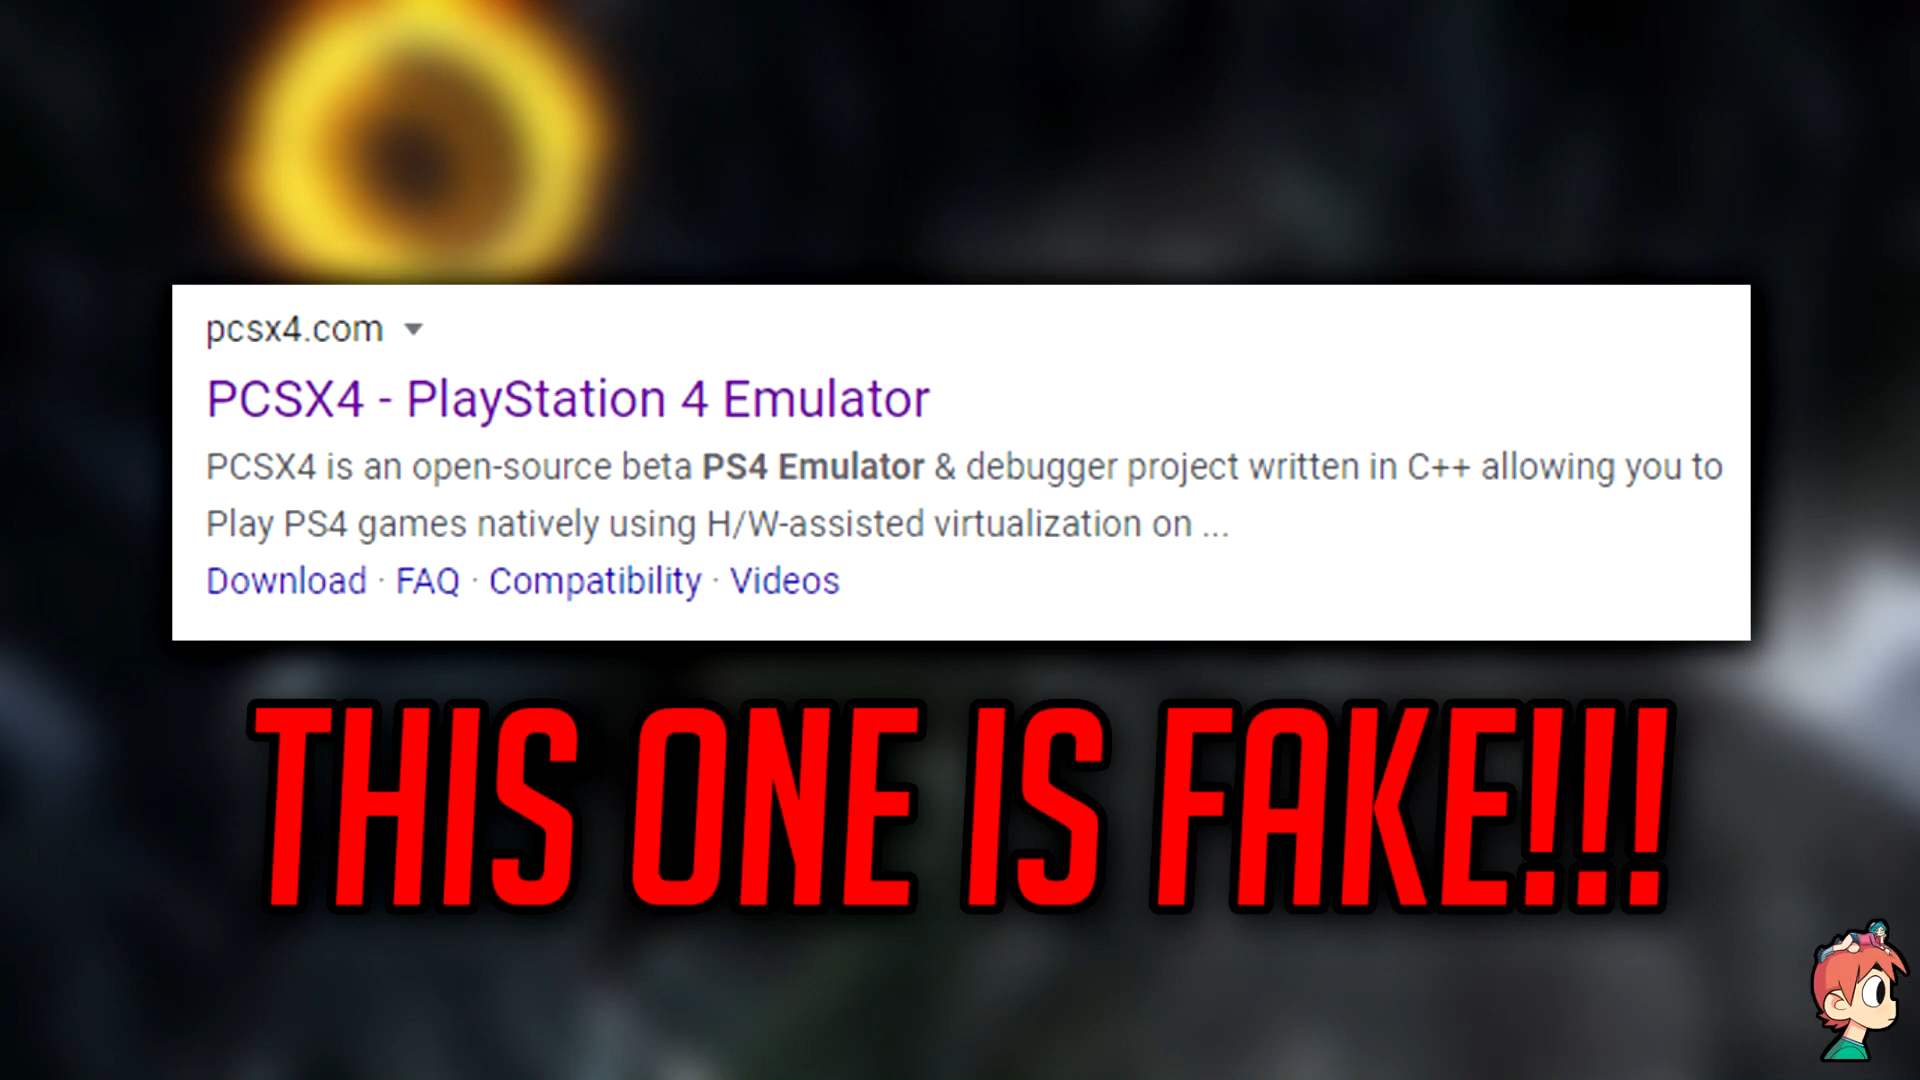 pcsx4.com
PCSX4 - PlayStation 4 Emulator
PCSX4 is an open-source beta PS4 Emulator & debugger project written in C++ allowing you to
Play PS4 games natively using H/W-assisted virtualization on ...
Download · FAQ · Compatibility · Videos
THIS ONE IS FAKE!!!